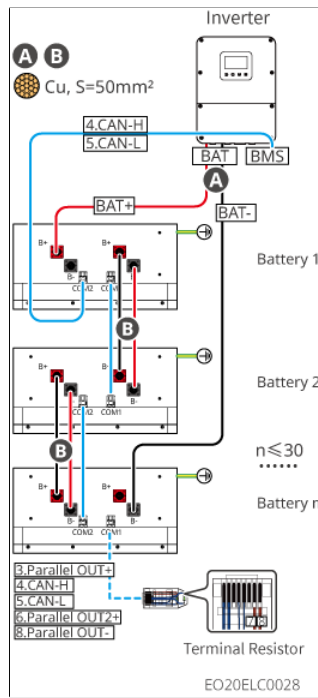 Inverter
A B
Cu, S=50mm²
4.CAN-H
5.CAN-L
BAT
BMS
A
BAT+
BAT-
B+
B+
B-
B-
COM2
Battery 1
B
B+
B-
B-
COM2
COM1
Battery 2
B
n≤30
......
B+
B+
B-
B-
COM2
COM1
Battery n
3.Parallel OUT+
4.CAN-H
5.CAN-L
6.Parallel OUT2+
8.Parallel OUT-
7 8
Terminal Resistor
EO20ELC0028